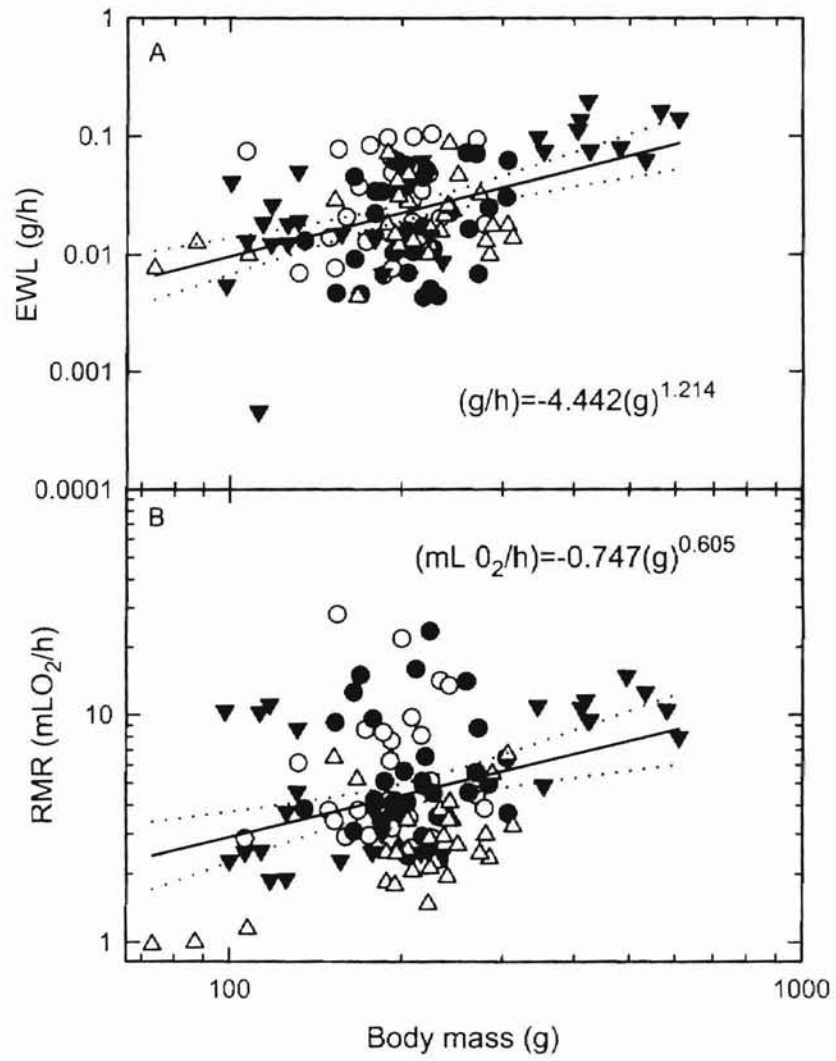 1
A
0.1
0.01
0.001
0.0001
EWL (g/h)
(g/h)=-4.442(g)^1.214
B
(mL 0₂/h)=-0.747(g)^0.605
10
1
RMR (mLO₂/h)
100
1000
Body mass (g)